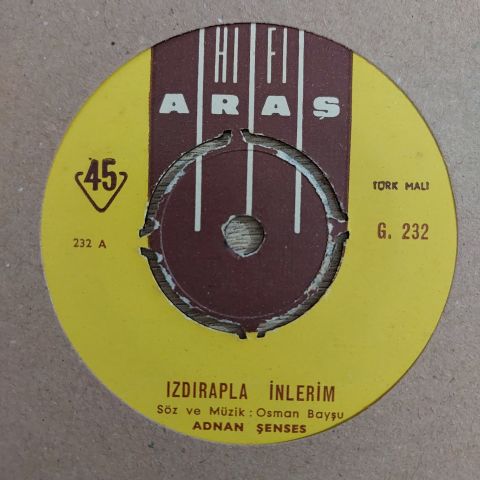 HI FI
ARAŞ
45
TÜRK MALI
232 A
G. 232
IZDIRAPLA İNLERİM
Söz ve Müzik : Osman Bayşu
ADNAN ŞENSES